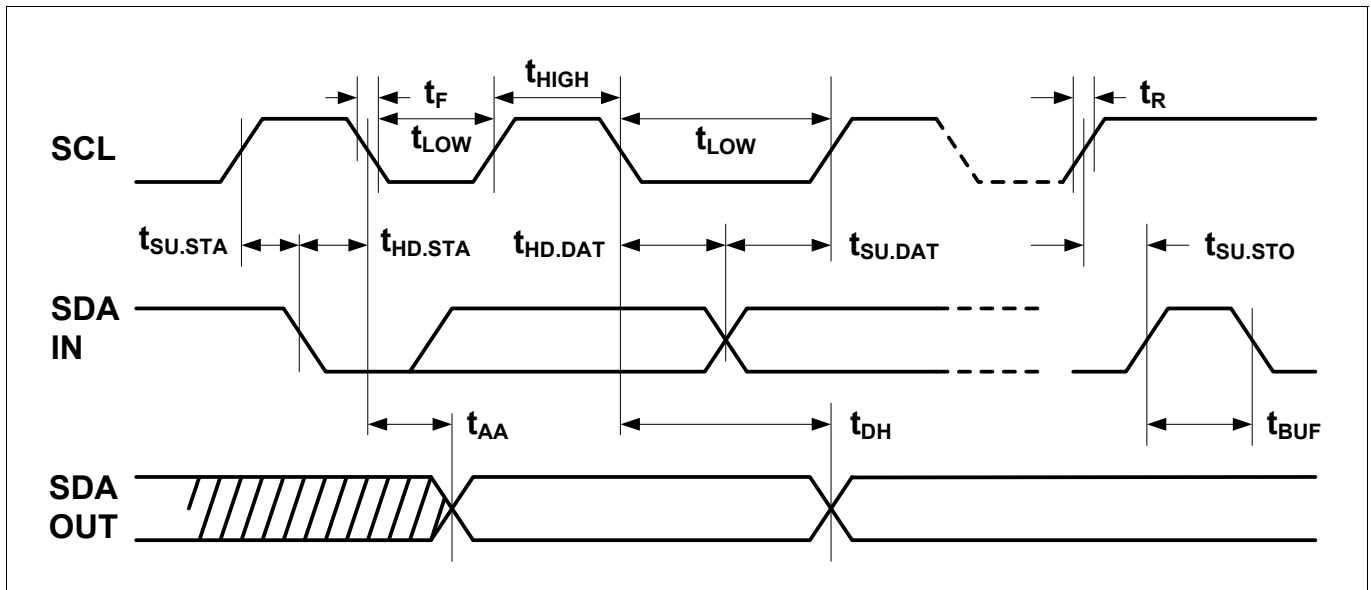 t_F
t_HIGH
t_R
SCL
t_LOW
t_LOW
t_SU.STA
t_HD.STA
t_HD.DAT
t_SU.DAT
t_SU.STO
SDA
IN
t_AA
t_DH
t_BUF
SDA
OUT